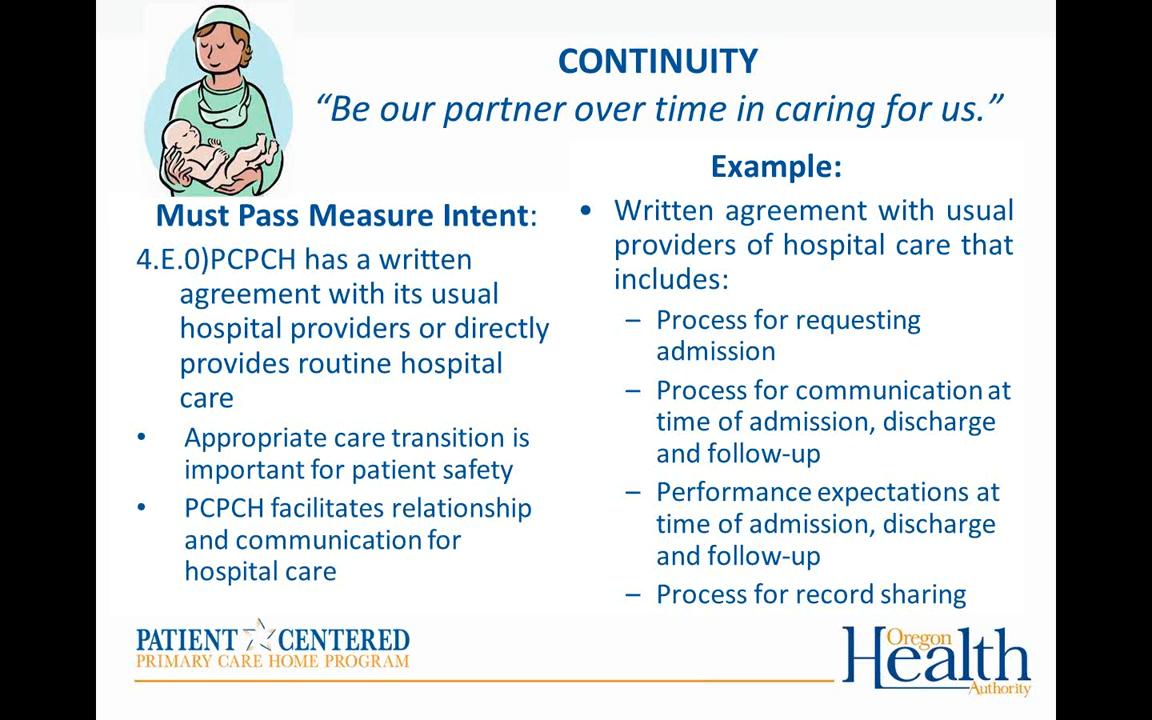 CONTINUITY
“Be our partner over time in caring for us.”
Must Pass Measure Intent:
4.E.0)PCPCH has a written
agreement with its usual
hospital providers or directly
provides routine hospital
care
• Appropriate care transition is
important for patient safety
• PCPCH facilitates relationship
and communication for
hospital care
Example:
• Written agreement with usual
providers of hospital care that
includes:
– Process for requesting
admission
– Process for communication at
time of admission, discharge
and follow-up
– Performance expectations at
time of admission, discharge
and follow-up
– Process for record sharing
PATIENT CENTERED
PRIMARY CARE HOME PROGRAM
Oregon
Health
Authority